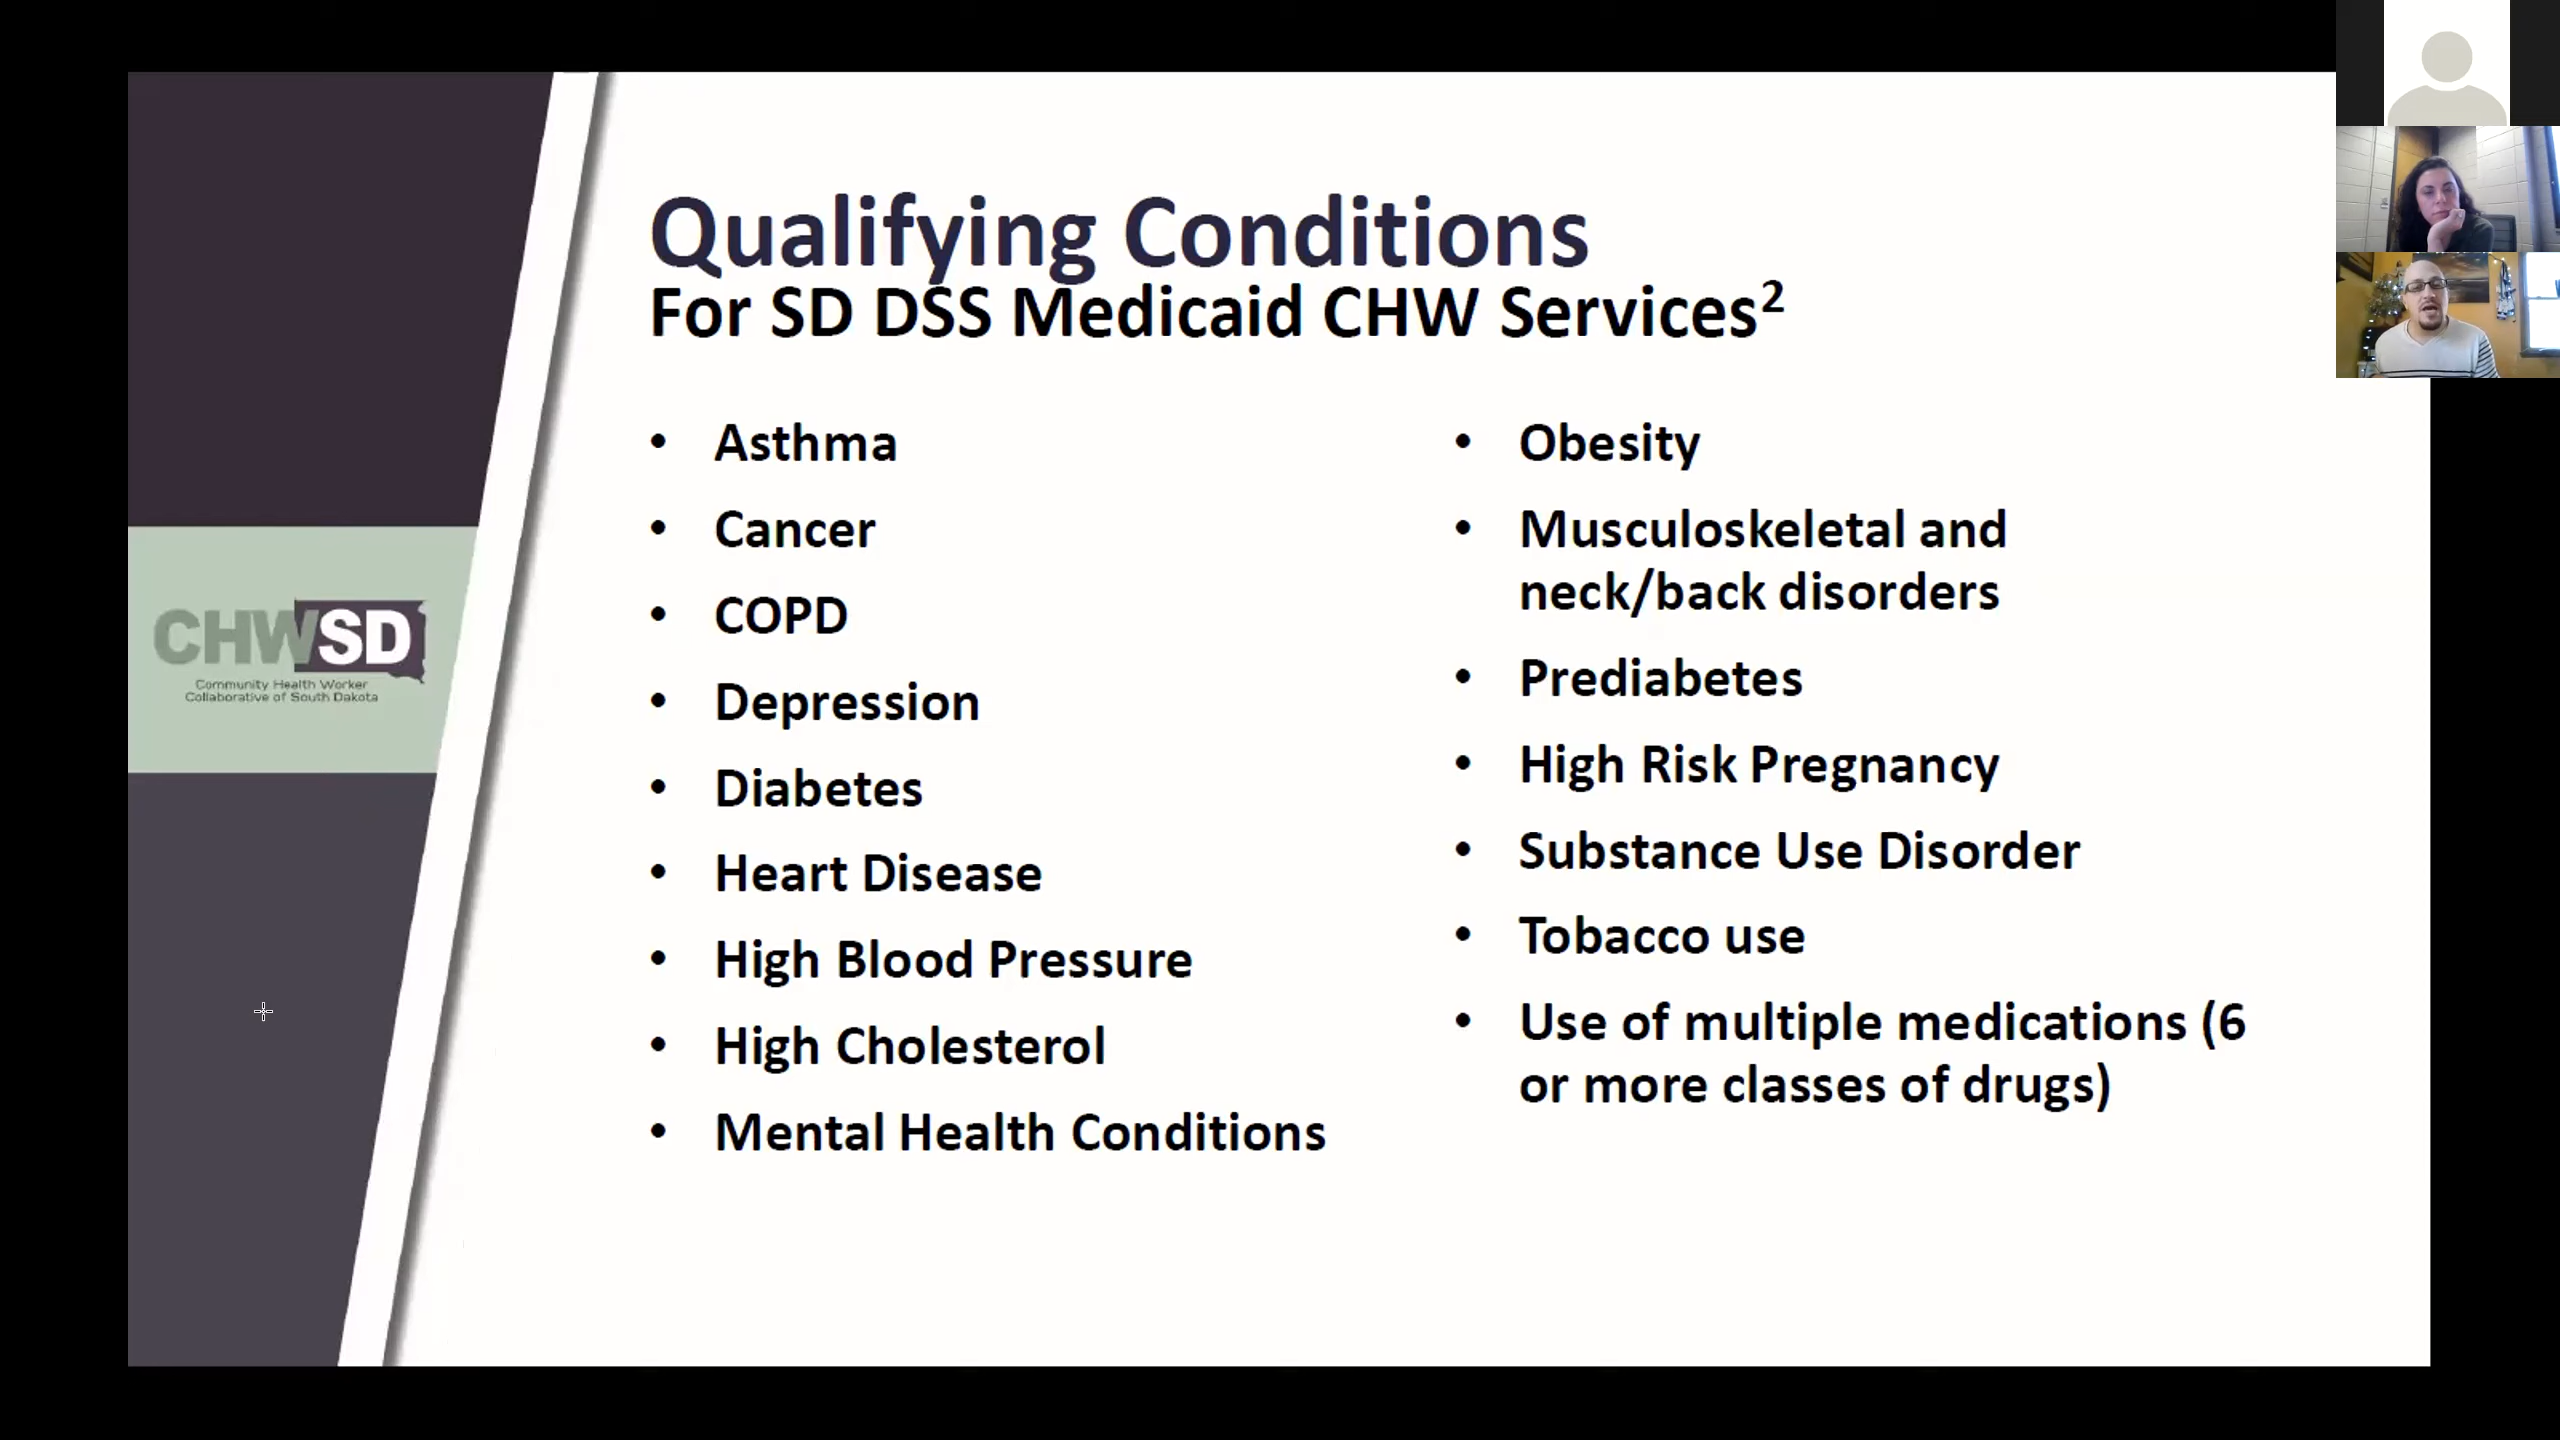 Qualifying Conditions
For SD DSS Medicaid CHW Services²
• Asthma
• Cancer
• COPD
• Depression
• Diabetes
• Heart Disease
• High Blood Pressure
• High Cholesterol
• Mental Health Conditions
• Obesity
• Musculoskeletal and
neck/back disorders
• Prediabetes
• High Risk Pregnancy
• Substance Use Disorder
• Tobacco use
• Use of multiple medications (6
or more classes of drugs)
CHWSD
Community Health Worker
Collaborative of South Dakota